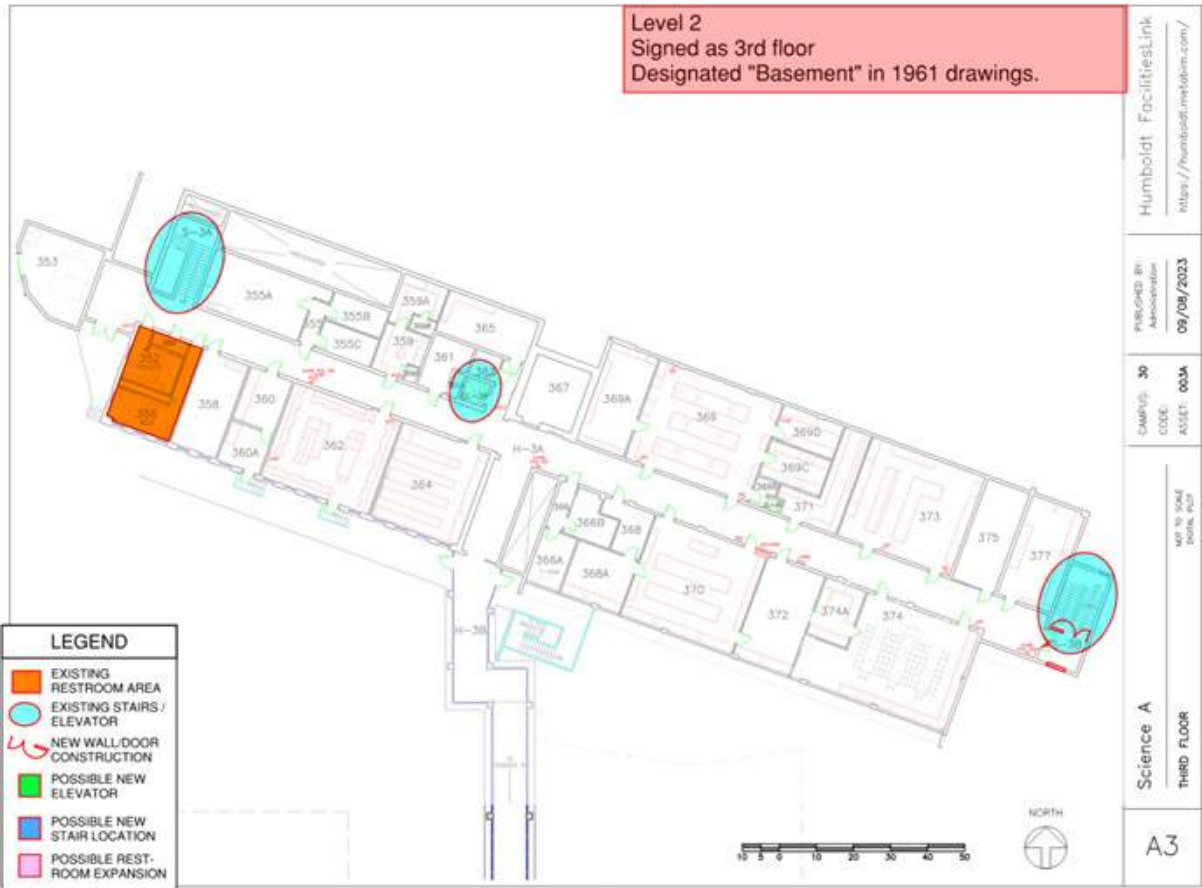 Level 2
Signed as 3rd floor
Designated "Basement" in 1961 drawings.
Humboldt FacilitiesLink
https://humboldt.metabim.com/
PUBLISHED BY:
Administration
09/08/2023
CAMPUS: 30
CODE:
ASSET: 003A
NOT TO SCALE
DIGITAL PLOT
Science A
THIRD FLOOR
A3
353
S-3A
355A
355B
355C
359A
359
365
361
367
352
358
360
360A
362
364
H-3A
369A
369
369D
369C
371
373
375
377
366B
368
366A
368A
370
372
374A
374
H-3B
LEGEND
EXISTING
RESTROOM AREA
EXISTING STAIRS /
ELEVATOR
NEW WALL/DOOR
CONSTRUCTION
POSSIBLE NEW
ELEVATOR
POSSIBLE NEW
STAIR LOCATION
POSSIBLE REST-
ROOM EXPANSION
10 5 0 10 20 30 40 50
NORTH